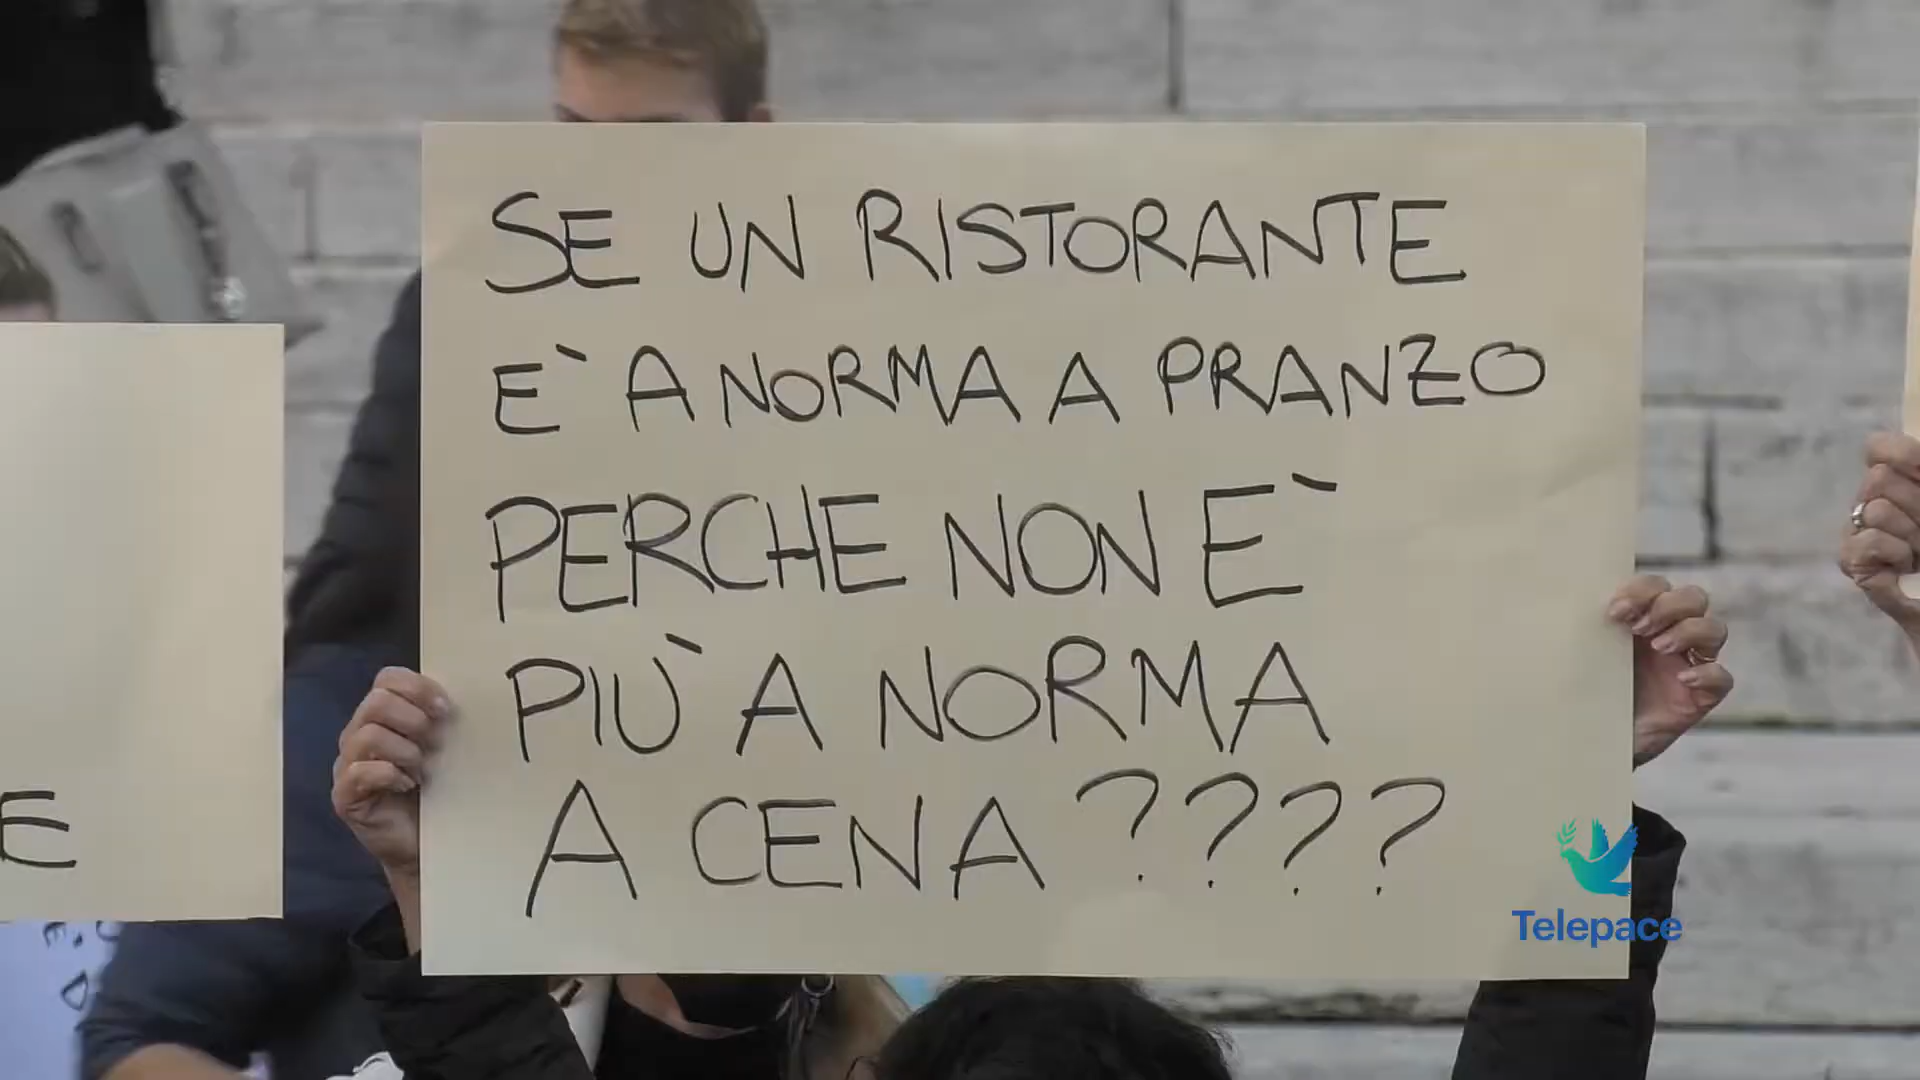 SE UN RISTORANTE
E' A NORMA A PRANZO
PERCHE NON E'
PIU' A NORMA
A CENA ????
E
Telepace